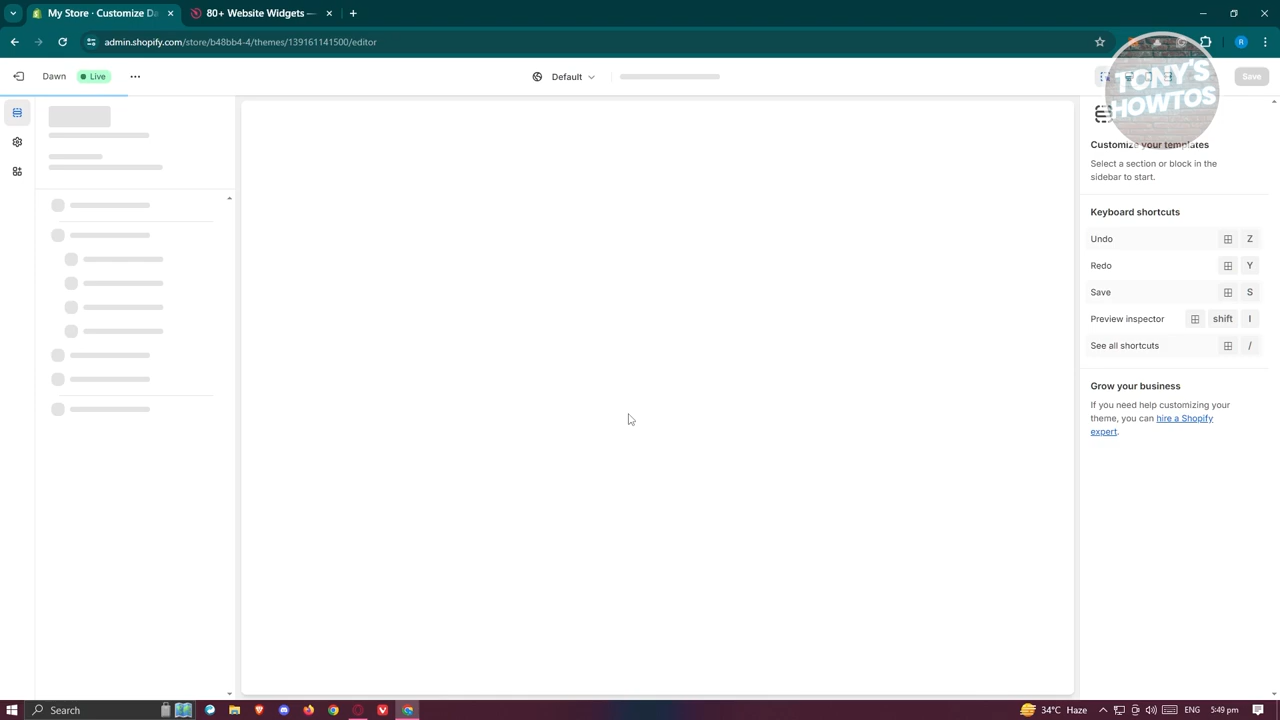 My Store · Customize Da
80+ Website Widgets —
admin.shopify.com/store/b48bb4-4/themes/139161141500/editor
R
Dawn
Live
Default
Save
TONY'S
HOWTOS
Customize your templates
Select a section or block in the
sidebar to start.
Keyboard shortcuts
Undo Z
Redo Y
Save S
Preview inspector shift I
See all shortcuts /
Grow your business
If you need help customizing your
theme, you can hire a Shopify
expert.
Search
34°C Haze
ENG
5:49 pm